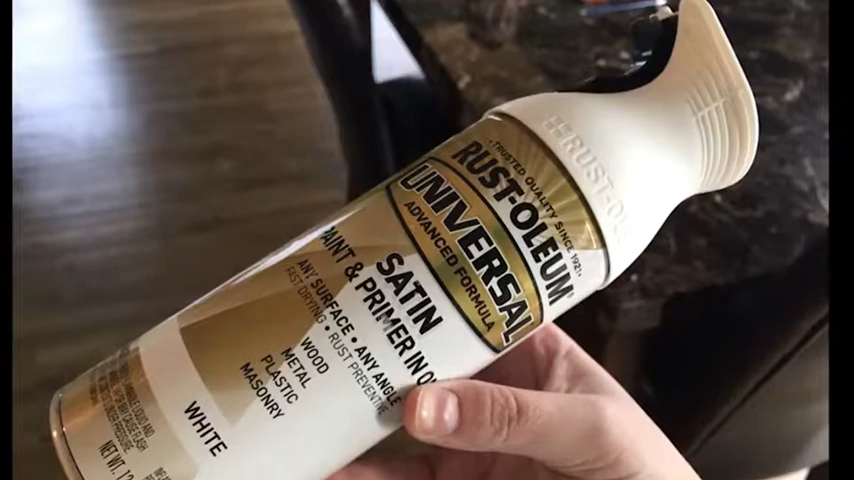 RUST-OLEUM
TRUSTED QUALITY SINCE 1921
RUST-OLEUM®
UNIVERSAL
ADVANCED FORMULA
SATIN
PAINT & PRIMER IN
ANY SURFACE • ANY ANGLE
FAST DRYING • RUST PREVENTIVE
WOOD
METAL
PLASTIC
MASONRY
WHITE
NET WT.